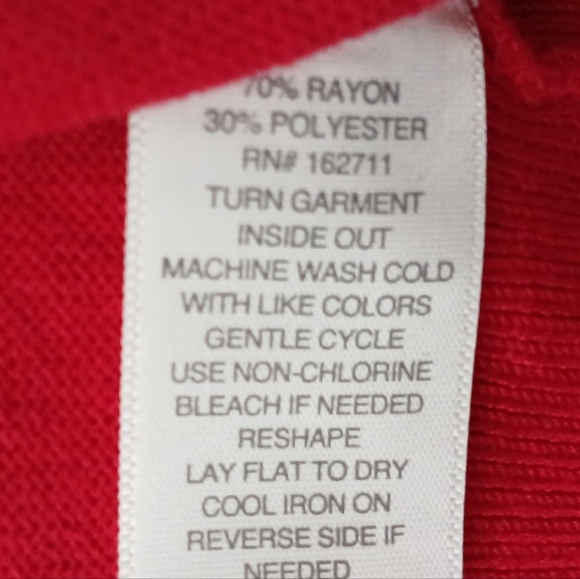 70% RAYON
30% POLYESTER
RN# 162711
TURN GARMENT
INSIDE OUT
MACHINE WASH COLD
WITH LIKE COLORS
GENTLE CYCLE
USE NON-CHLORINE
BLEACH IF NEEDED
RESHAPE
LAY FLAT TO DRY
COOL IRON ON
REVERSE SIDE IF
NEEDED